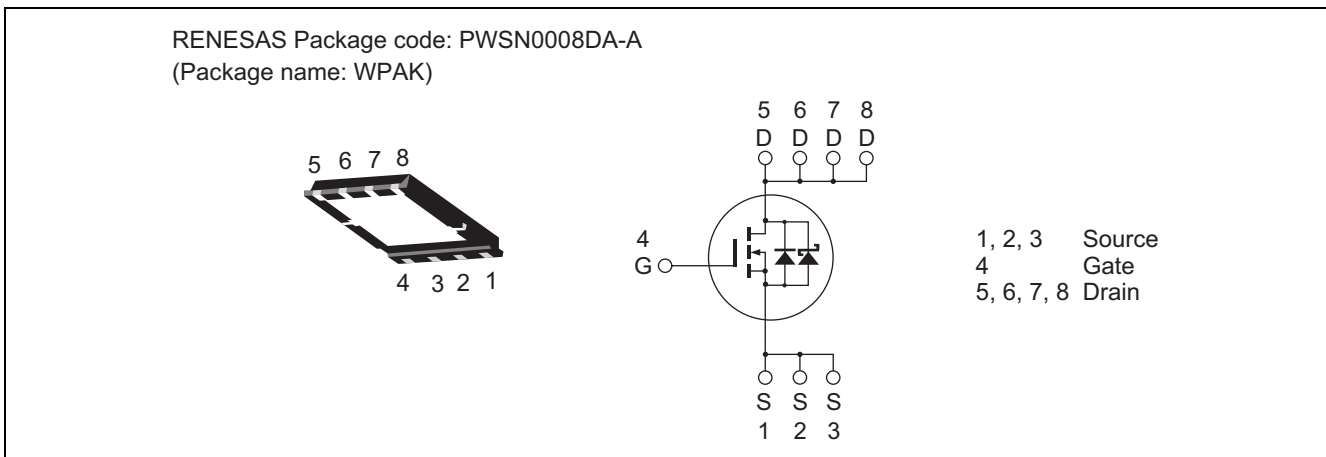 RENESAS Package code: PWSN0008DA-A
(Package name: WPAK)
5 6 7 8
D D D D
5 6 7 8
4 3 2 1
4
G
1, 2, 3 Source
4 Gate
5, 6, 7, 8 Drain
S S S
1 2 3